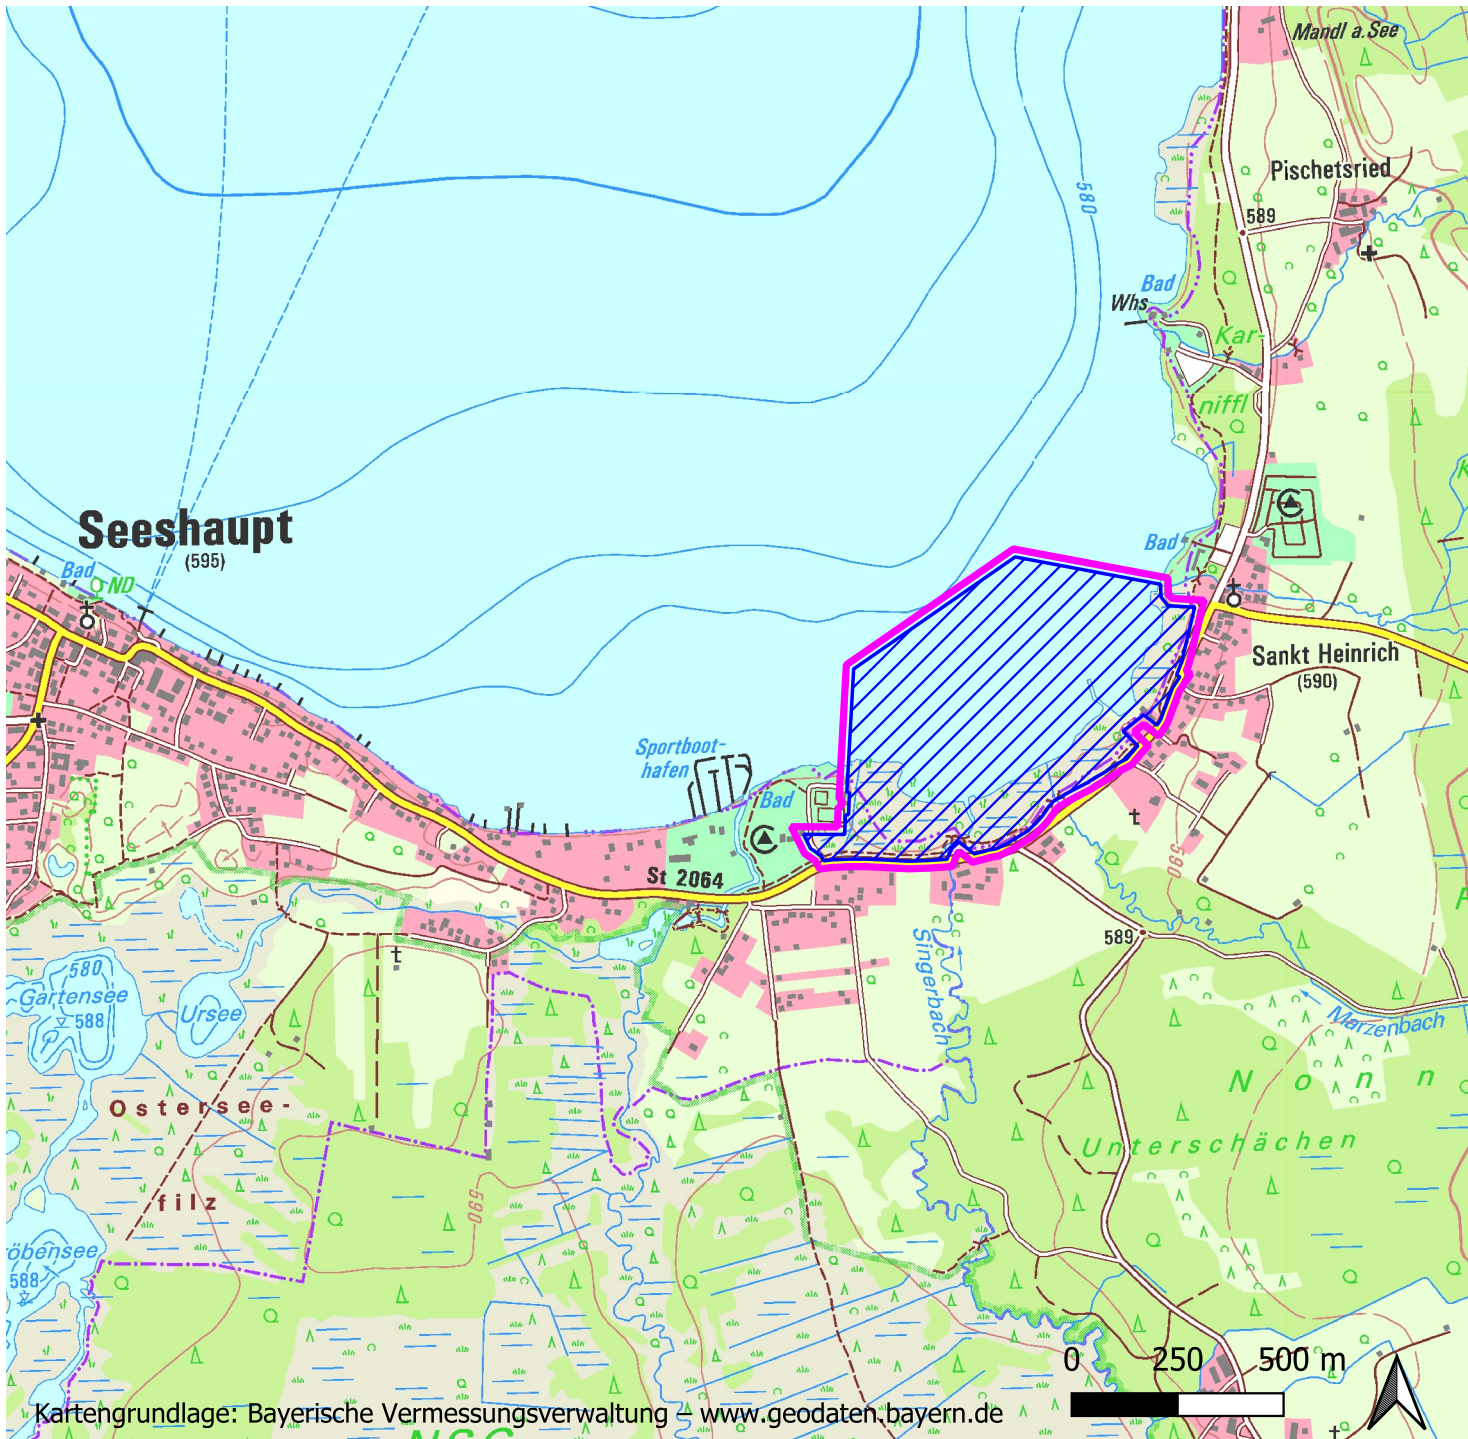 Mandl a. See
Pischetsried
580
589
Bad
Whs
Kar-
niffl
K
Seeshaupt
(595)
Bad
ND
Bad
Sankt Heinrich
(590)
Sportboot-
hafen
Bad
St 2064
590
589
Singerbach
580
Gartensee
588
Ursee
Marzenbach
Nonn
Ostersee-
filz
Unterschächen
590
öbensee
588
0 250 500 m
Kartengrundlage: Bayerische Vermessungsverwaltung – www.geodaten.bayern.de
NSG